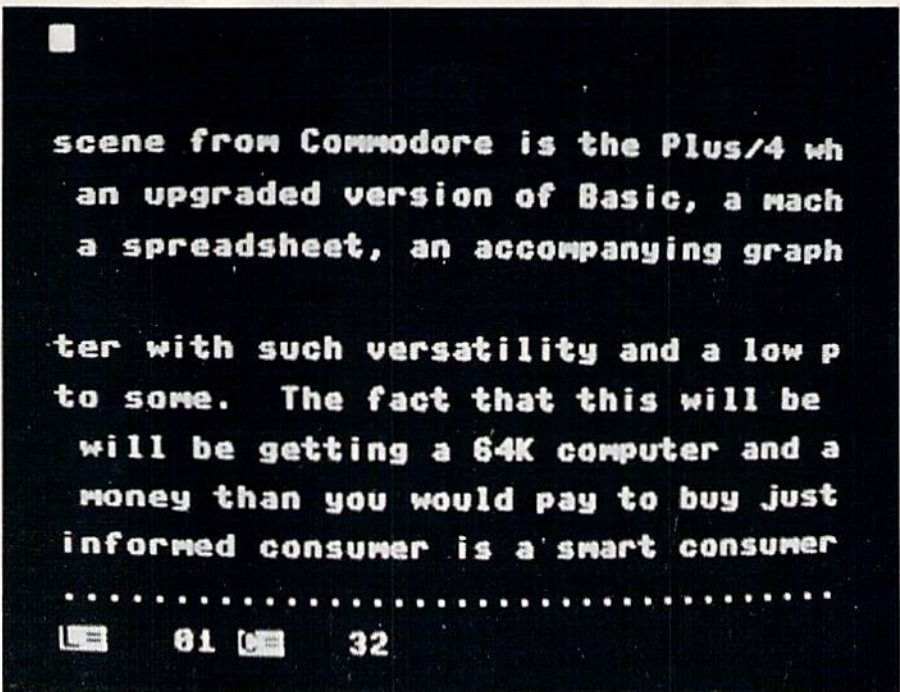 scene from Commodore is the Plus/4 wh
an upgraded version of Basic, a mach
a spreadsheet, an accompanying graph
ter with such versatility and a low p
to some.  The fact that this will be
will be getting a 64K computer and a
money than you would pay to buy just
informed consumer is a smart consumer
L= 01 C= 32